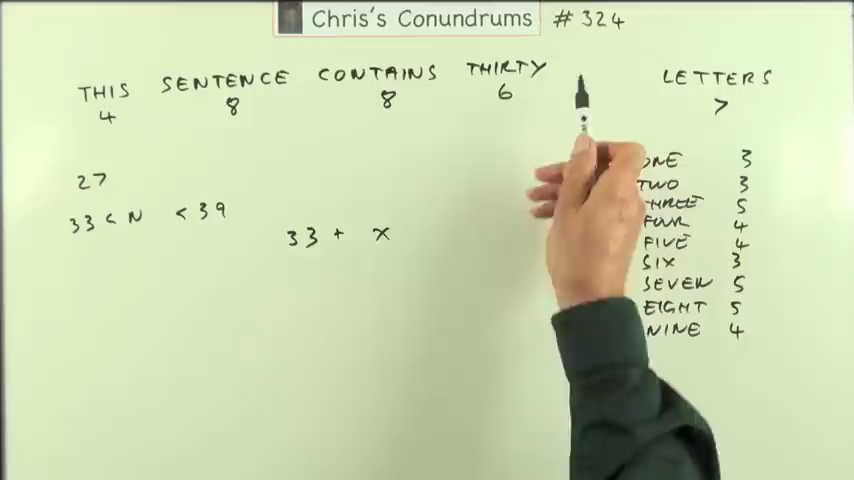 Chris's Conundrums #324
THIS SENTENCE CONTAINS THIRTY LETTERS
4 8 8 6 7
27
33 < N < 39
33 + x
ONE 3
TWO 3
THREE 5
FOUR 4
FIVE 4
SIX 3
SEVEN 5
EIGHT 5
NINE 4